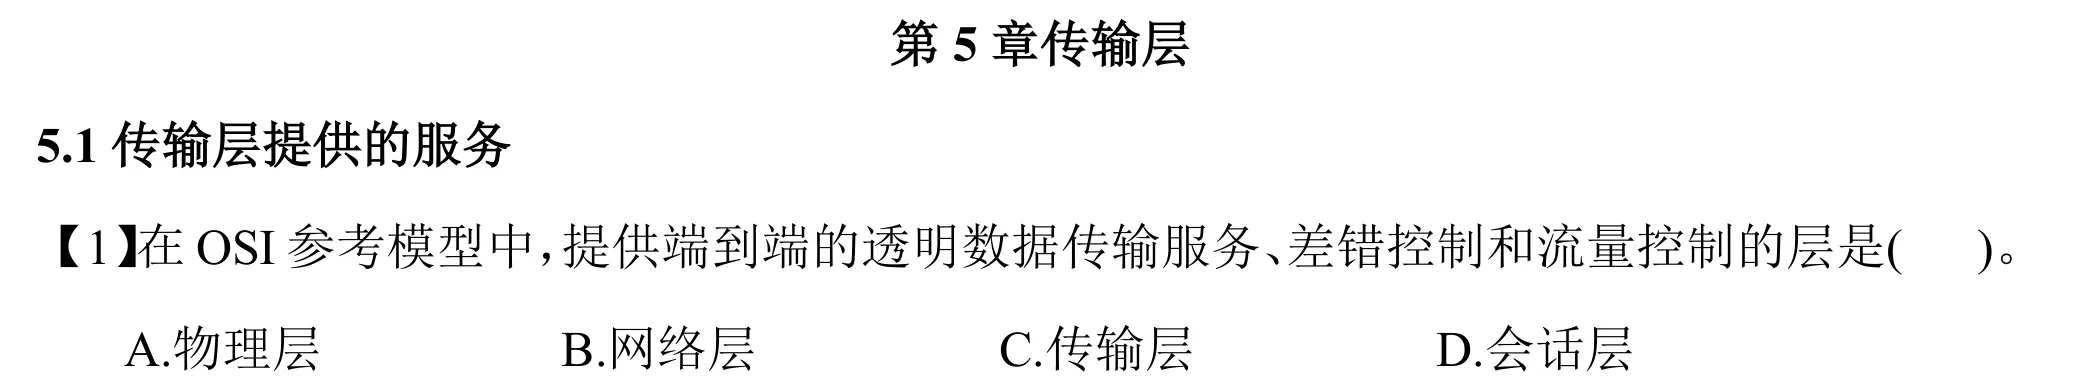 第 5 章传输层
5.1 传输层提供的服务
【1】在 OSI 参考模型中,提供端到端的透明数据传输服务、差错控制和流量控制的层是( )。
A.物理层 B.网络层 C.传输层 D.会话层